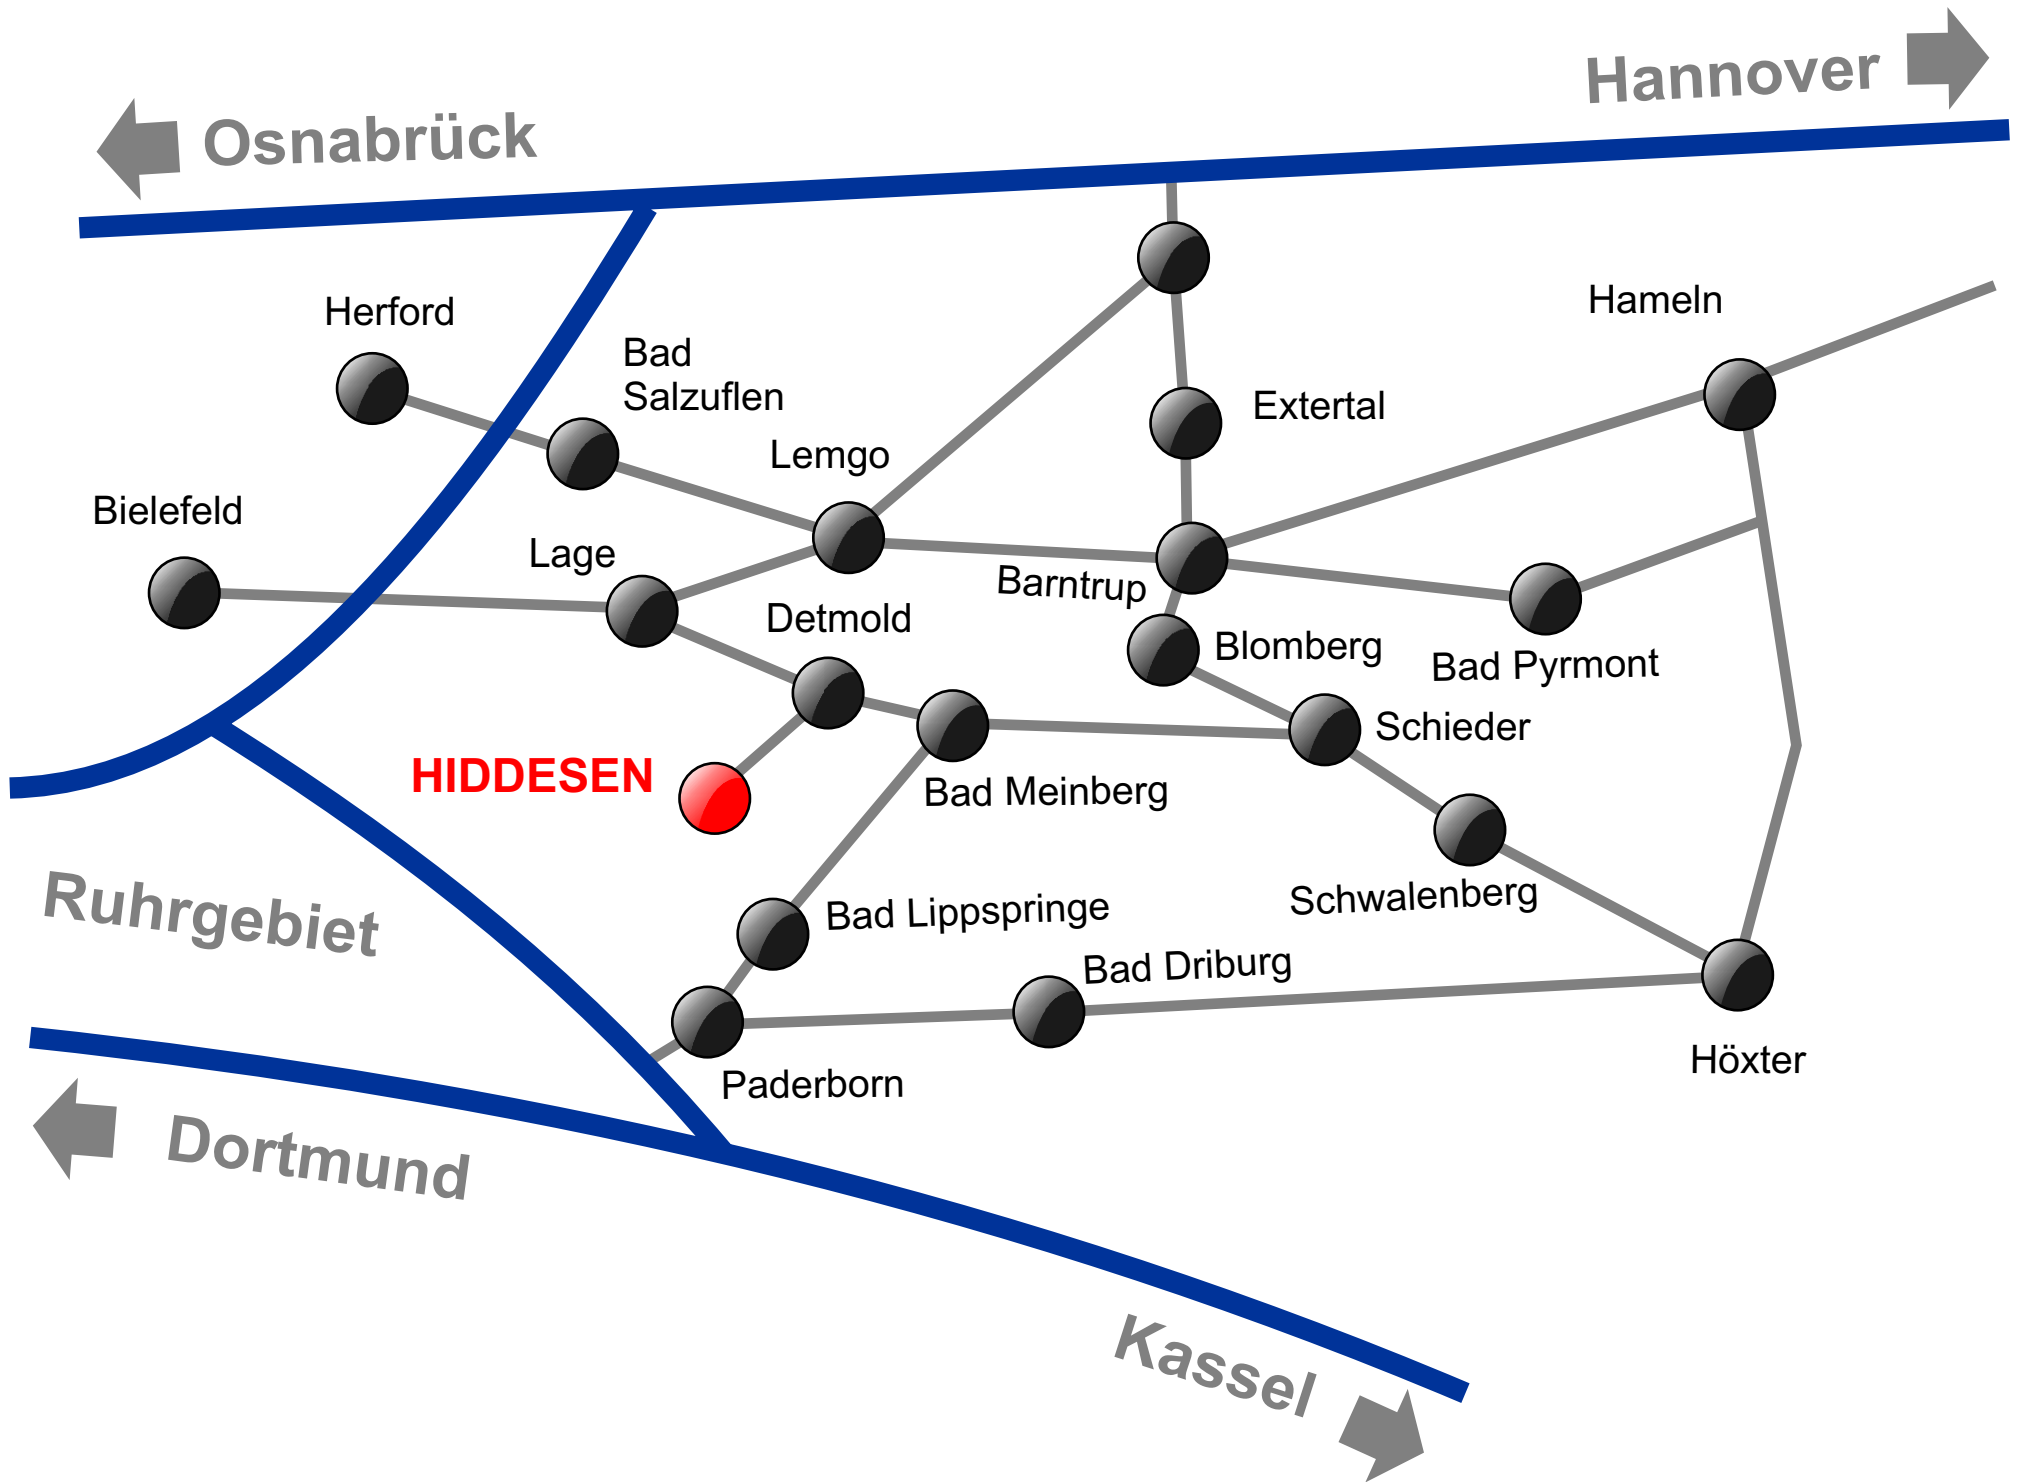 Hannover
Osnabrück
Herford
Hameln
Bad
Salzuflen
Extertal
Lemgo
Bielefeld
Lage
Barntrup
Detmold
Blomberg
Bad Pyrmont
Schieder
HIDDESEN
Bad Meinberg
Ruhrgebiet
Bad Lippspringe
Schwalenberg
Bad Driburg
Höxter
Paderborn
Dortmund
Kassel